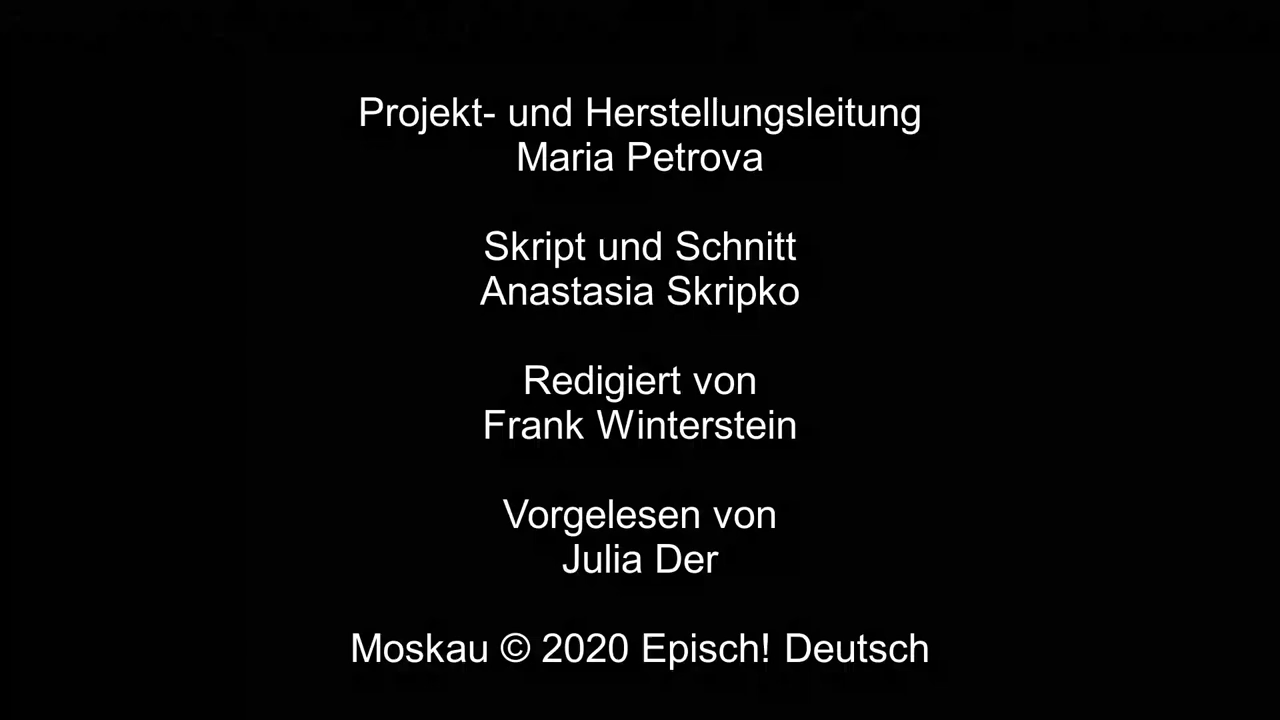 Projekt- und Herstellungsleitung
Maria Petrova
Skript und Schnitt
Anastasia Skripko
Redigiert von
Frank Winterstein
Vorgelesen von
Julia Der
Moskau © 2020 Episch! Deutsch